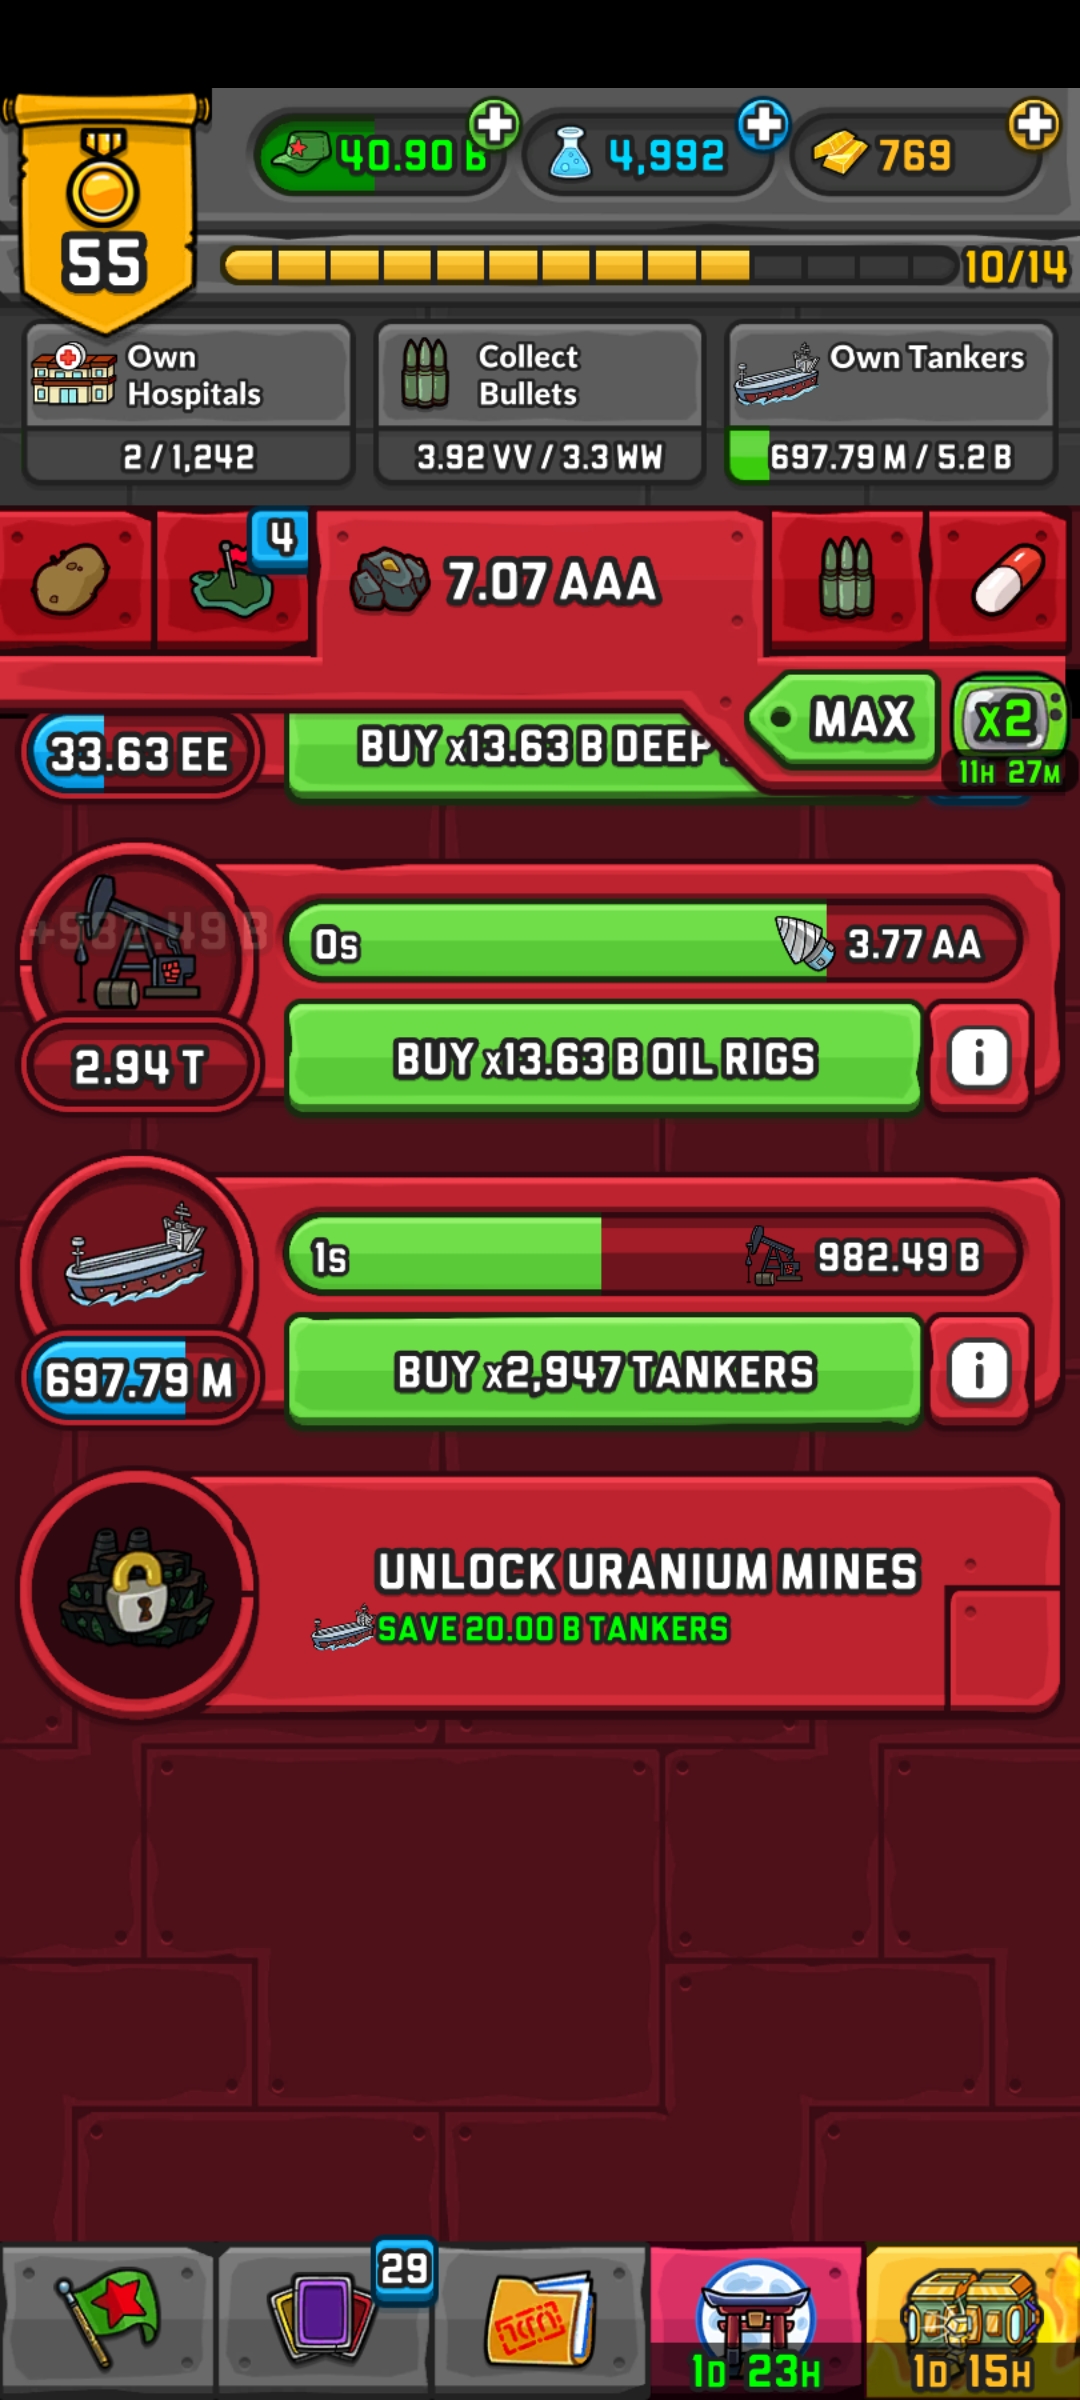 40.90 B
4,992
769
55
10/14
Own
Hospitals
2 / 1,242
Collect
Bullets
3.92 VV / 3.3 WW
Own Tankers
697.79 M / 5.2 B
4
7.07 AAA
MAX
x2
11H 27M
33.63 EE
BUY x13.63 B DEEP
+982.49 B
0s
3.77 AA
2.94 T
BUY x13.63 B OIL RIGS
i
1s
982.49 B
697.79 M
BUY x2,947 TANKERS
i
UNLOCK URANIUM MINES
SAVE 20.00 B TANKERS
29
1D 23H
1D 15H